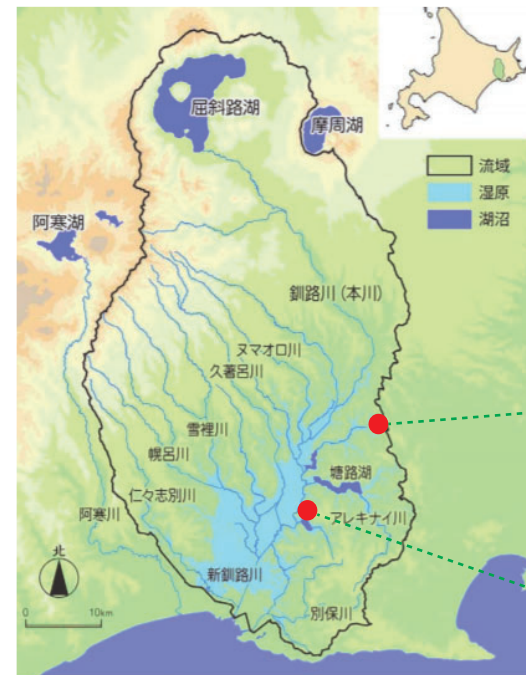 屈斜路湖
摩周湖
流域
湿原
湖沼
阿寒湖
釧路川（本川）
ヌマオロ川
久著呂川
雪裡川
幌呂川
塘路湖
仁々志別川
阿寒川
アレキナイ川
北
新釧路川
0 10km
別保川